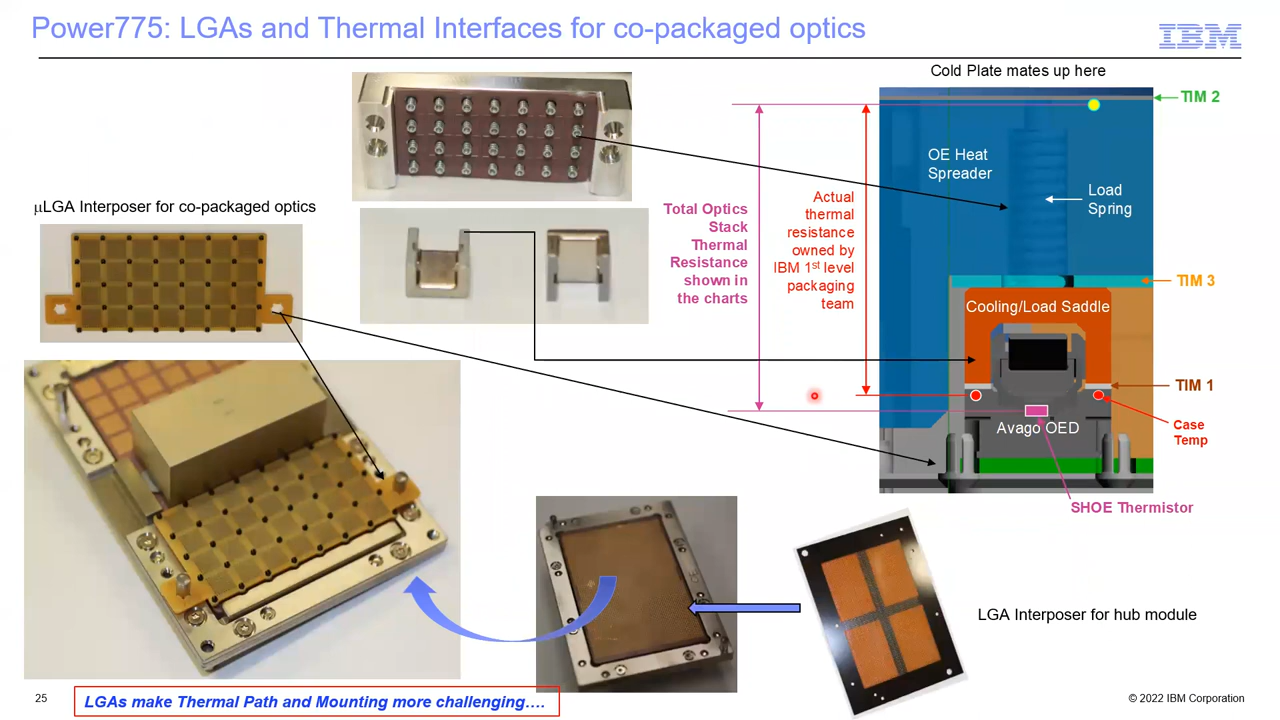 Power775: LGAs and Thermal Interfaces for co-packaged optics
IBM
Cold Plate mates up here
TIM 2
OE Heat
Spreader
Load
Spring
μLGA Interposer for co-packaged optics
Total Optics
Stack
Thermal
Resistance
shown in
the charts
Actual
thermal
resistance
owned by
IBM 1st level
packaging
team
TIM 3
Cooling/Load Saddle
TIM 1
Avago OED
Case
Temp
SHOE Thermistor
LGA Interposer for hub module
25
LGAs make Thermal Path and Mounting more challenging….
© 2022 IBM Corporation